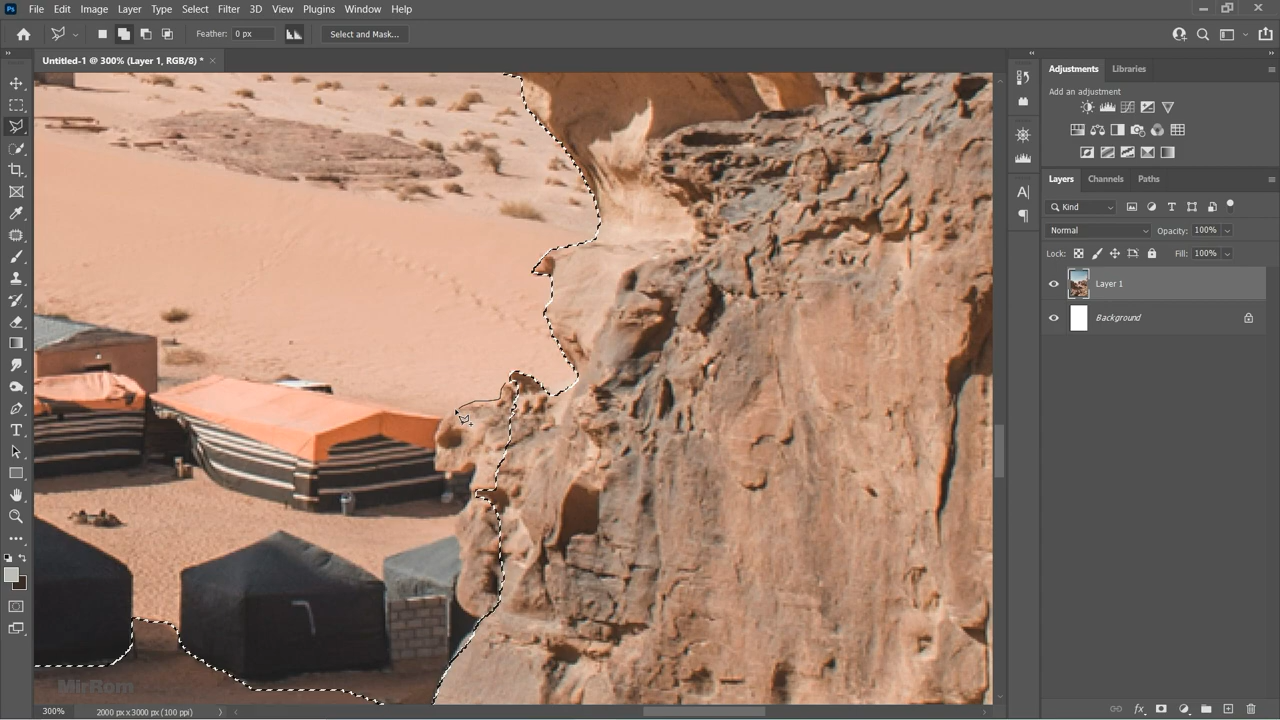 Ps File Edit Image Layer Type Select Filter 3D View Plugins Window Help
Feather: 0 px Select and Mask...
Untitled-1 @ 300% (Layer 1, RGB/8) *
Adjustments Libraries
Add an adjustment
Layers Channels Paths
Kind
Normal Opacity: 100%
Lock: Fill: 100%
Layer 1
Background
MirRom
300% 2000 px x 3000 px (100 ppi)